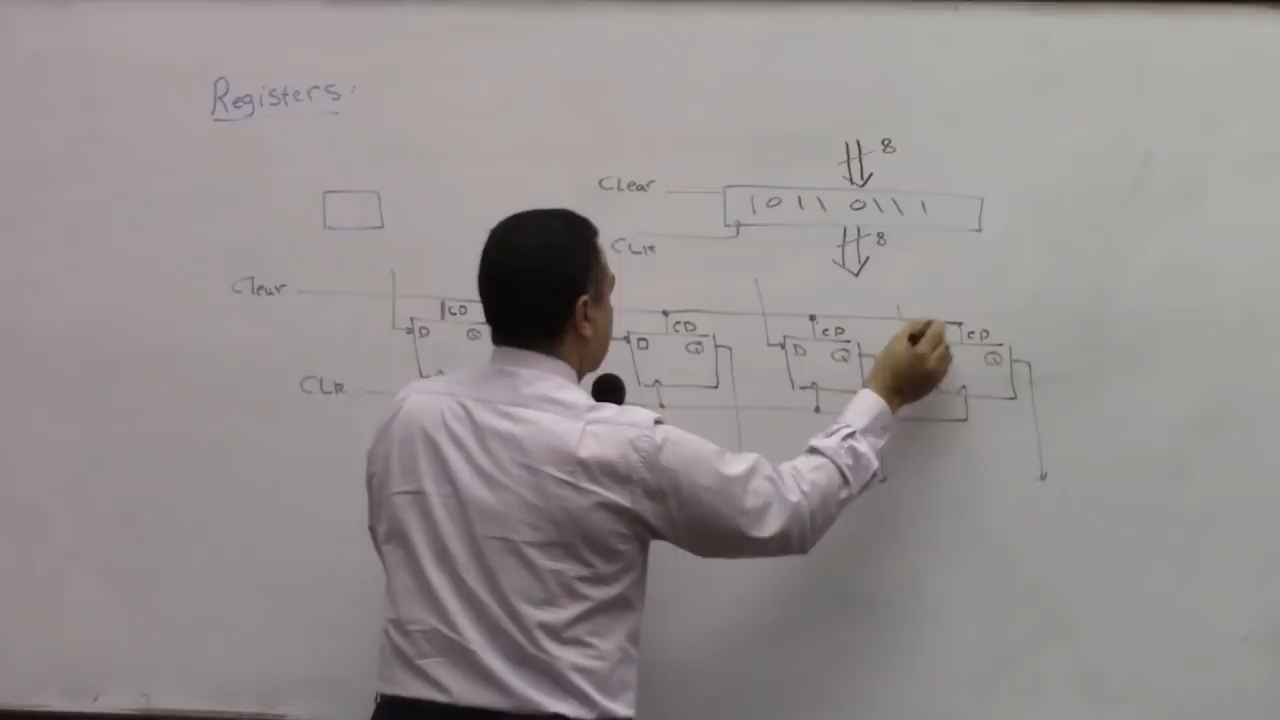 Registers:
8
Clear
1011 0111
CLK
8
Clear
CD
CD
CD
CD
D
Q
D
Q
D
Q
Q
CLK